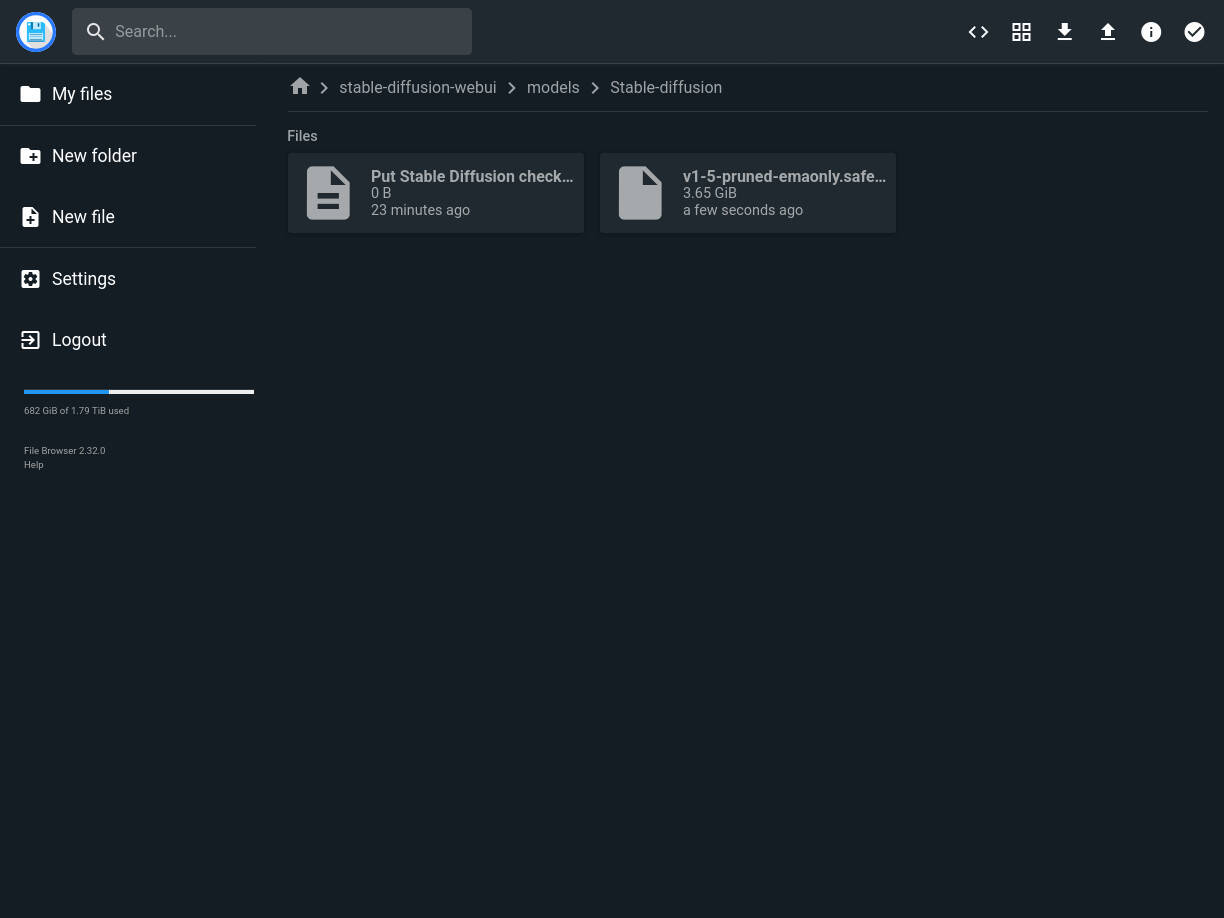 Search...
My files
New folder
New file
Settings
Logout
682 GiB of 1.79 TiB used
File Browser 2.32.0
Help
stable-diffusion-webui
models
Stable-diffusion
Files
Put Stable Diffusion check...
0 B
23 minutes ago
v1-5-pruned-emaonly.safe...
3.65 GiB
a few seconds ago